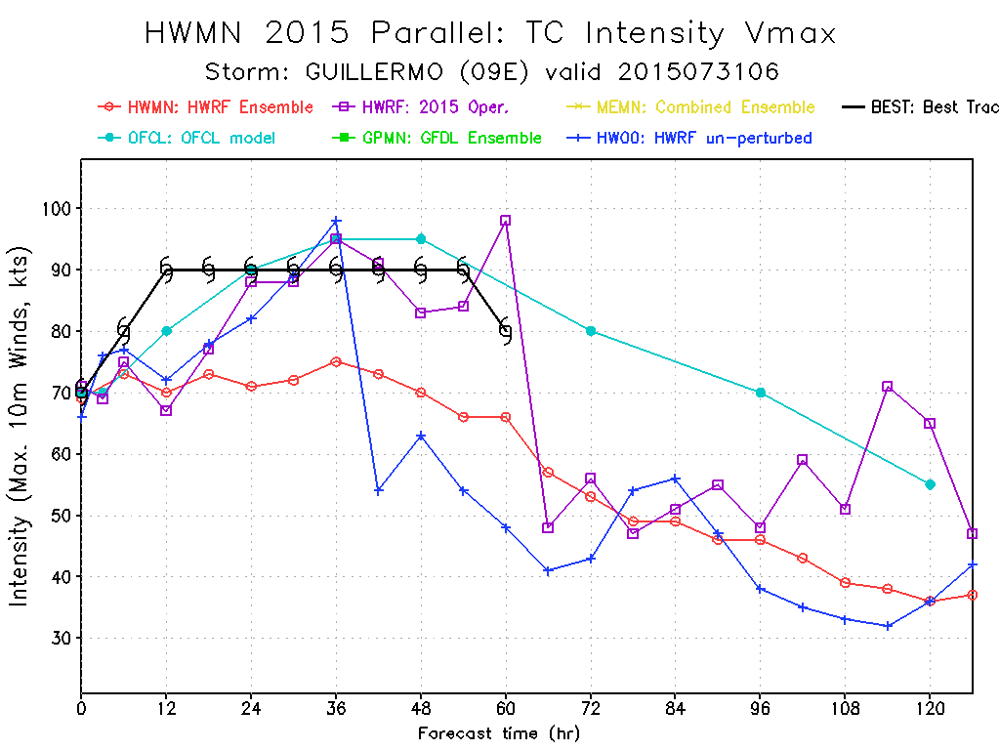 HWMN 2015 Parallel: TC Intensity Vmax
Storm: GUILLERMO (09E) valid 2015073106
HWMN: HWRF Ensemble HWRF: 2015 Oper. MEMN: Combined Ensemble BEST: Best Trac
OFCL: OFCL model GPMN: GFDL Ensemble HW00: HWRF un-perturbed
Intensity (Max. 10m Winds, kts)
100
90
80
70
60
50
40
30
0 12 24 36 48 60 72 84 96 108 120
Forecast time (hr)